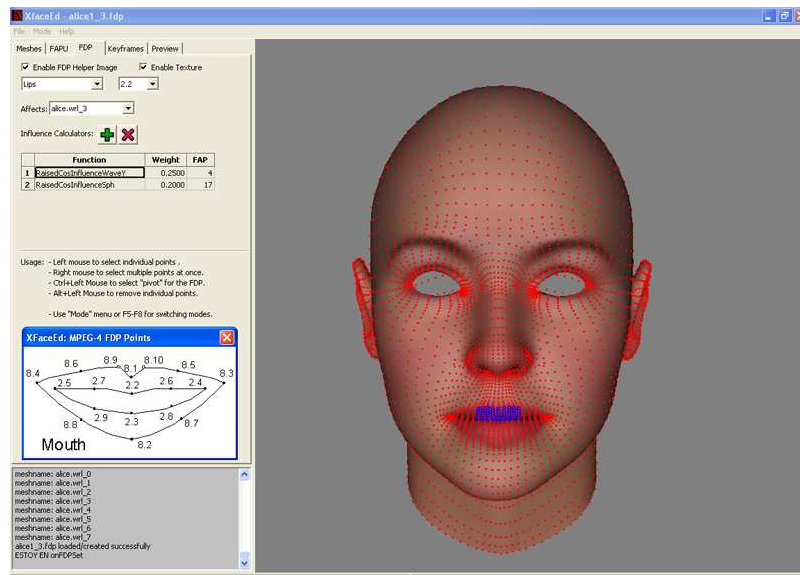 XfaceEd - alice1_3.fdp
File Mode Help
Meshes FAPU FDP Keyframes Preview
Enable FDP Helper Image Enable Texture
Lips 2.2
Affects: alice.wrl_3
Influence Calculators:
Function Weight FAP
1 RaisedCosInfluenceWaveY 0.2500 4
2 RaisedCosInfluenceSph 0.2000 17
Usage: - Left mouse to select individual points .
- Right mouse to select multiple points at once.
- Ctrl+Left Mouse to select "pivot" for the FDP.
- Alt+Left Mouse to remove individual points.
- Use "Mode" menu or F5-F8 for switching modes.
XFaceEd: MPEG-4 FDP Points
8.6 8.9 8.1 8.10 8.5
8.4 2.5 2.7 2.2 2.6 2.4 8.3
8.8 2.9 2.3 2.8 8.7
Mouth 8.2
meshname: alice.wrl_0
meshname: alice.wrl_1
meshname: alice.wrl_2
meshname: alice.wrl_3
meshname: alice.wrl_4
meshname: alice.wrl_5
meshname: alice.wrl_6
meshname: alice.wrl_7
alice1_3.fdp loaded/created successfully
ESTOY EN onFDPSet